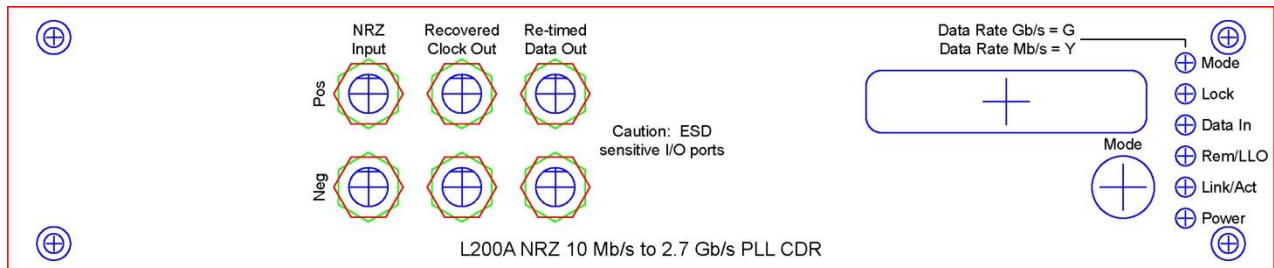 NRZ
Input
Recovered
Clock Out
Re-timed
Data Out
Pos
Neg
Caution: ESD
sensitive I/O ports
Data Rate Gb/s = G
Data Rate Mb/s = Y
Mode
Lock
Data In
Rem/LLO
Link/Act
Power
Mode
L200A NRZ 10 Mb/s to 2.7 Gb/s PLL CDR